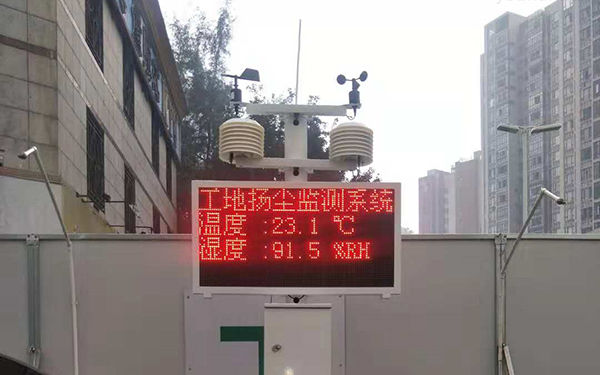 工地扬尘监测系统
温度 :23.1 ℃
湿度 :91.5 %RH